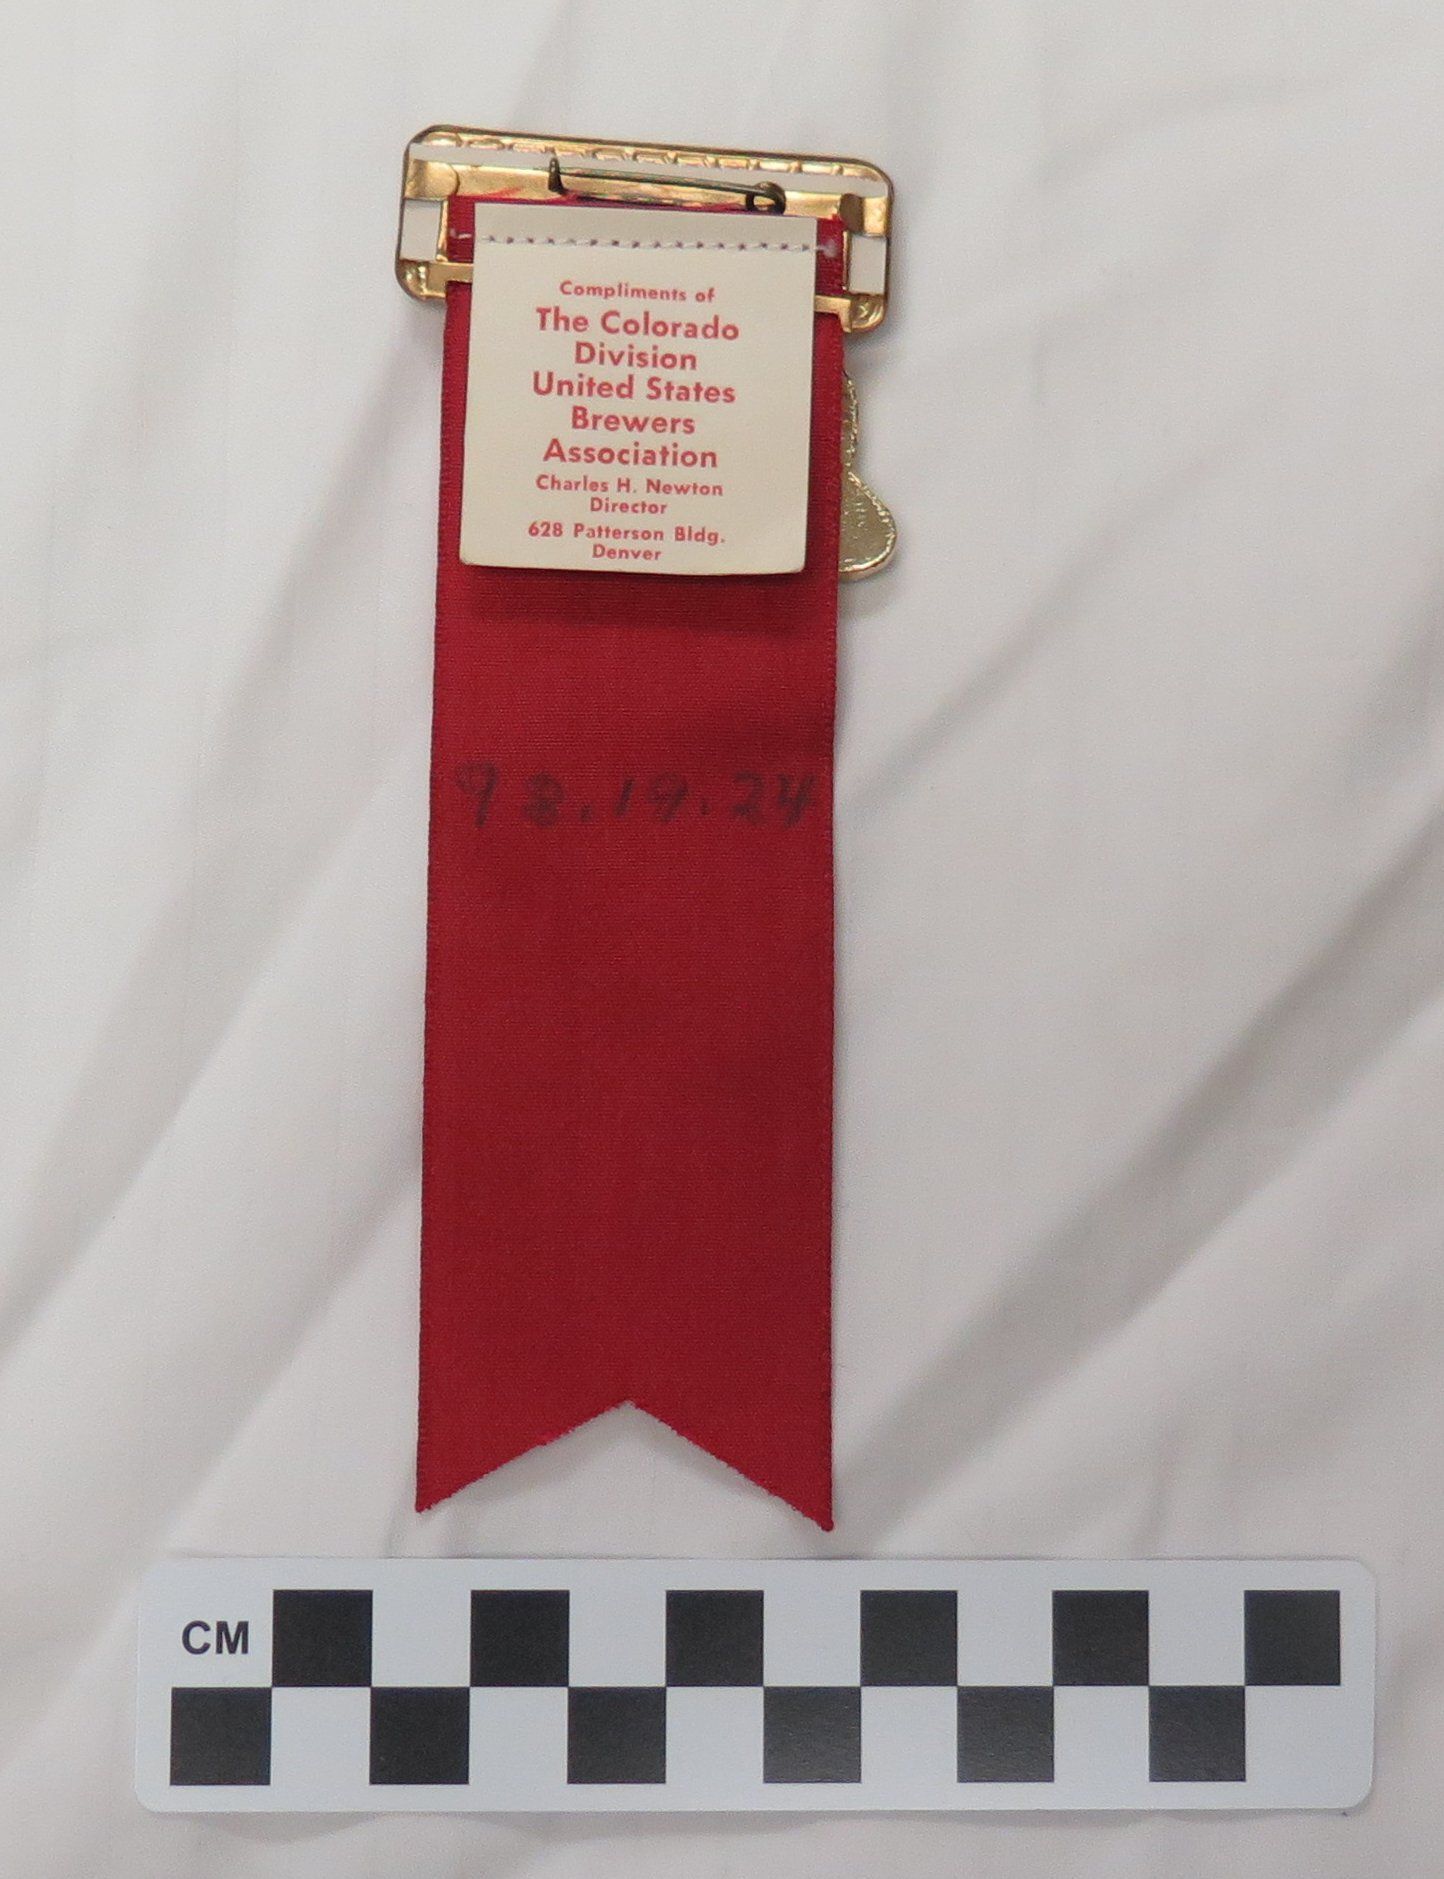 Compliments of
The Colorado
Division
United States
Brewers
Association
Charles H. Newton
Director
628 Patterson Bldg.
Denver
98.19.24
CM